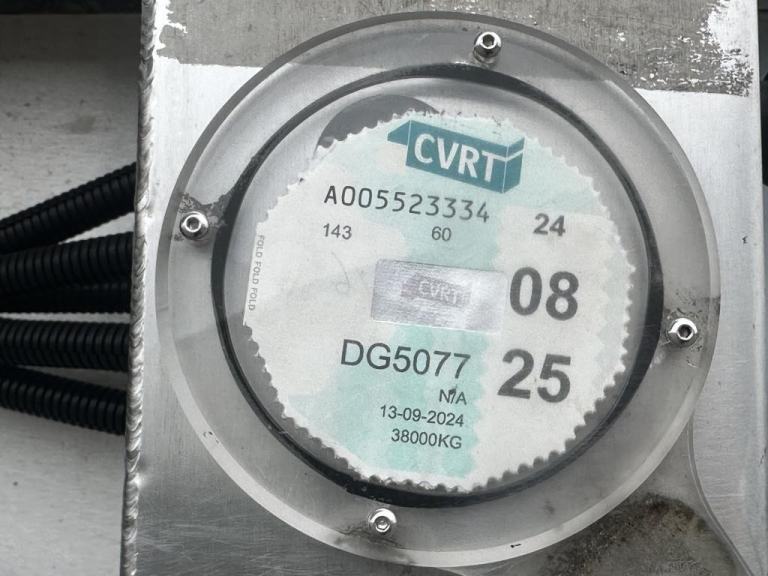 CVRT
A005523334
143 60 24
FOLD FOLD FOLD
CVRT
08
DG5077
25
N/A
13-09-2024
38000KG